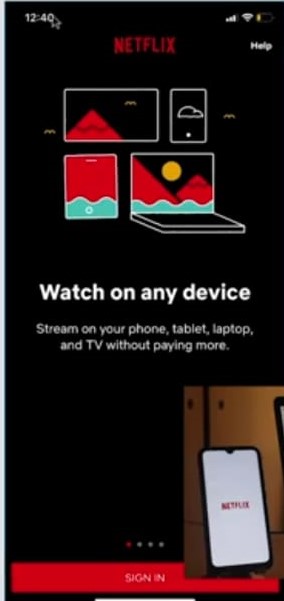 12:40
NETFLIX
Help
Watch on any device
Stream on your phone, tablet, laptop,
and TV without paying more.
NETFLIX
SIGN IN